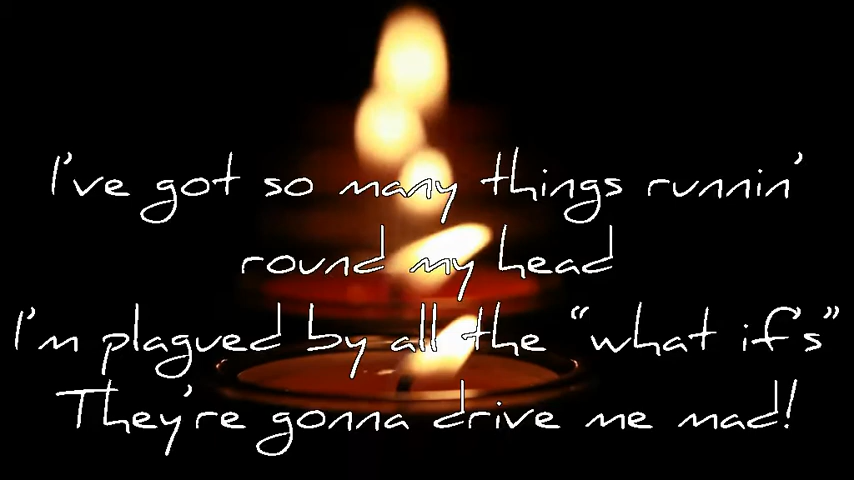 I've got so many things runnin'
round my head
I'm plagued by all the “what if's”
They're gonna drive me mad!